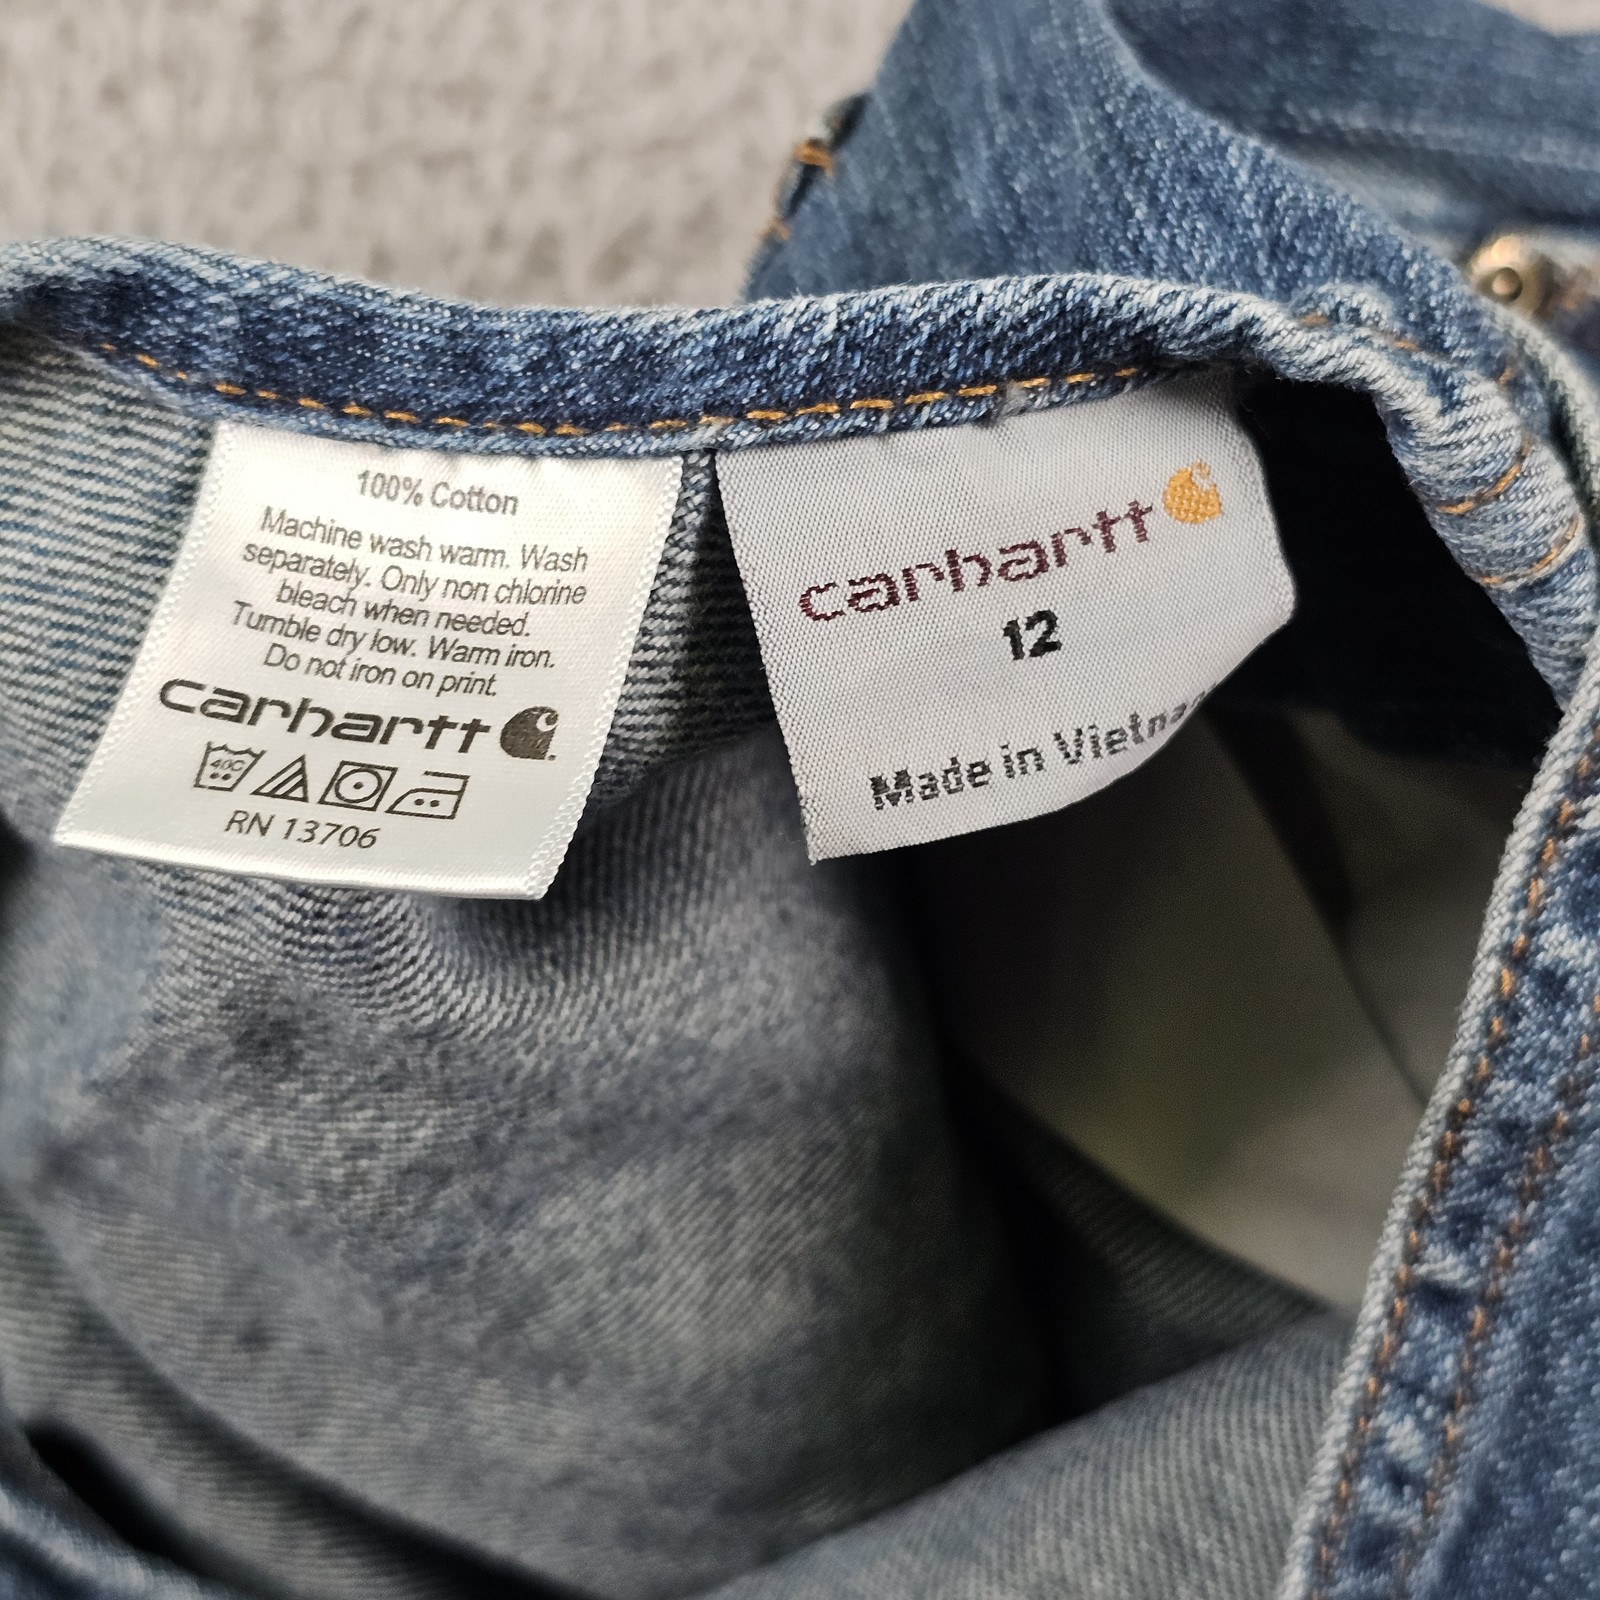 100% Cotton
Machine wash warm. Wash
separately. Only non chlorine
bleach when needed.
Tumble dry low. Warm iron.
Do not iron on print.
carhartt
40C
RN 13706
carhartt
12
Made in Vietna